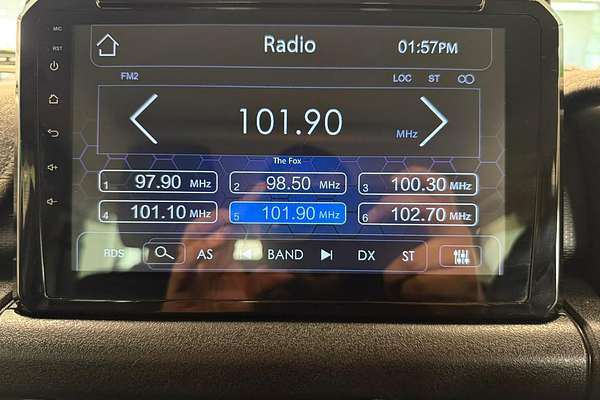 MIC
Radio
01:57PM
RST
FM2
LOC ST
101.90 MHz
The Fox
1 97.90 MHz
2 98.50 MHz
3 100.30 MHz
4 101.10 MHz
5 101.90 MHz
6 102.70 MHz
RDS AS BAND DX ST